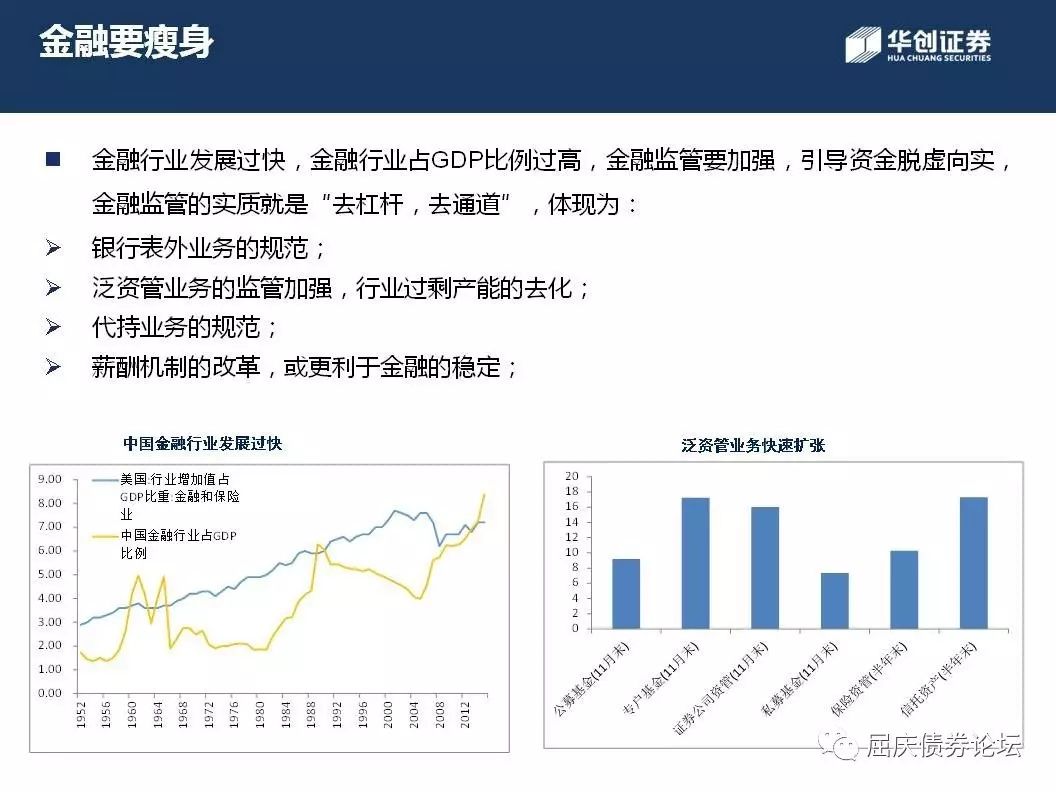 金融要瘦身
华创证券
HUA CHUANG SECURITIES
金融行业发展过快，金融行业占GDP比例过高，金融监管要加强，引导资金脱虚向实，
金融监管的实质就是“去杠杆，去通道”，体现为：
银行表外业务的规范；
泛资管业务的监管加强，行业过剩产能的去化；
代持业务的规范；
薪酬机制的改革，或更利于金融的稳定；
中国金融行业发展过快
9.00
8.00
7.00
6.00
5.00
4.00
3.00
2.00
1.00
0.00
美国:行业增加值占
GDP比重:金融和保险
业
中国金融行业占GDP
比例
1952
1956
1960
1964
1968
1972
1976
1980
1984
1988
1992
1996
2000
2004
2008
2012
泛资管业务快速扩张
20
18
16
14
12
10
8
6
4
2
0
公募基金(11月末)
专户基金(11月末)
证券公司资管(11月末)
私募基金(11月末)
保险资管(半年末)
信托资产(半年末)
屈庆债券论坛